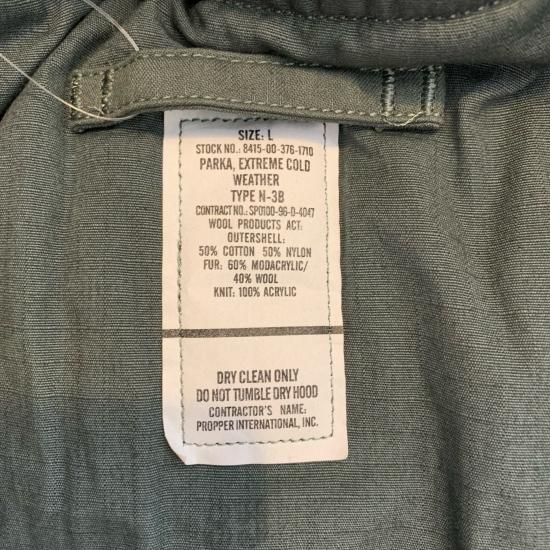 SIZE: L
STOCK NO.: 8415-00-376-1710
PARKA, EXTREME COLD
WEATHER
TYPE N-3B
CONTRACT NO.: SPO100-96-D-4047
WOOL PRODUCTS ACT:
OUTERSHELL:
50% COTTON 50% NYLON
FUR: 60% MODACRYLIC/
40% WOOL
KNIT: 100% ACRYLIC
DRY CLEAN ONLY
DO NOT TUMBLE DRY HOOD
CONTRACTOR'S NAME:
PROPPER INTERNATIONAL, INC.